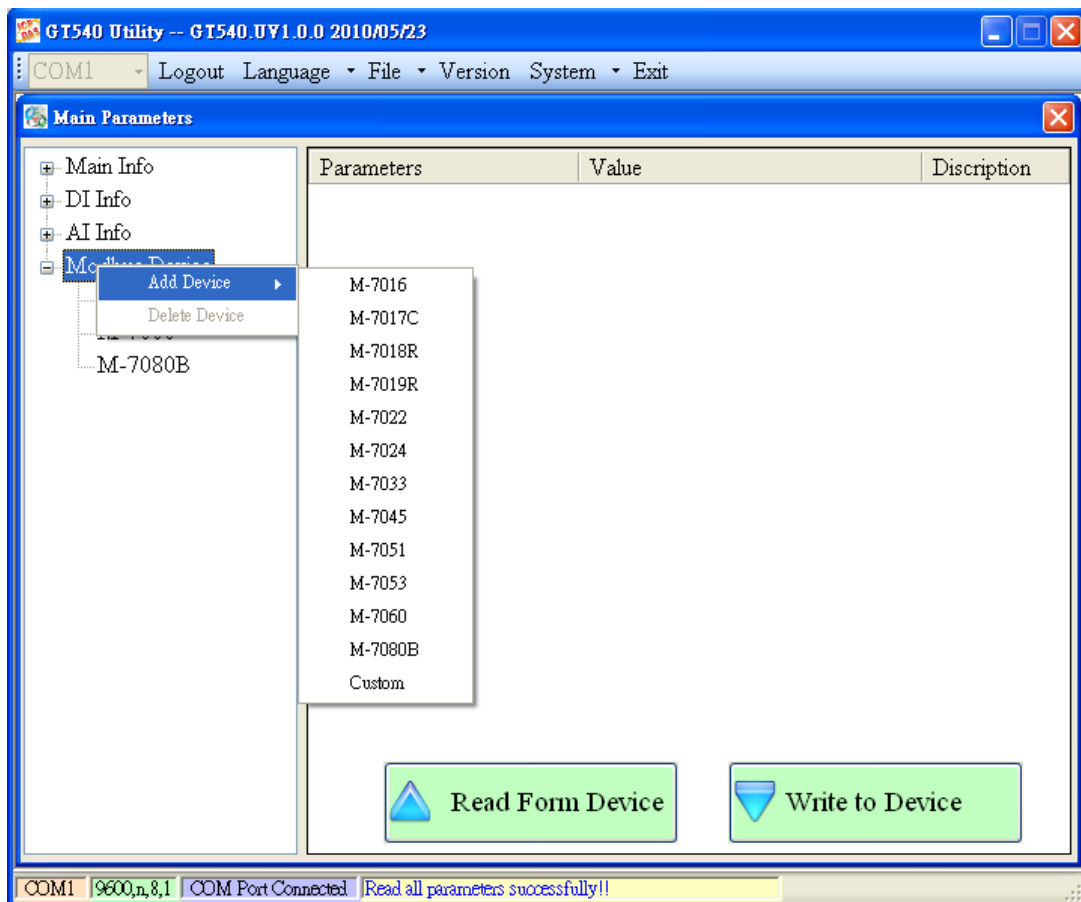 GT540 Utility -- GT540.UV1.0.0 2010/05/23
COM1 Logout Language File Version System Exit
Main Parameters
Main Info
DI Info
AI Info
Modbus Device
M-7080B
Add Device
Delete Device
M-7016
M-7017C
M-7018R
M-7019R
M-7022
M-7024
M-7033
M-7045
M-7051
M-7053
M-7060
M-7080B
Custom
Parameters Value Discription
Read Form Device Write to Device
COM1 9600,n,8,1 COM Port Connected Read all parameters successfully!!